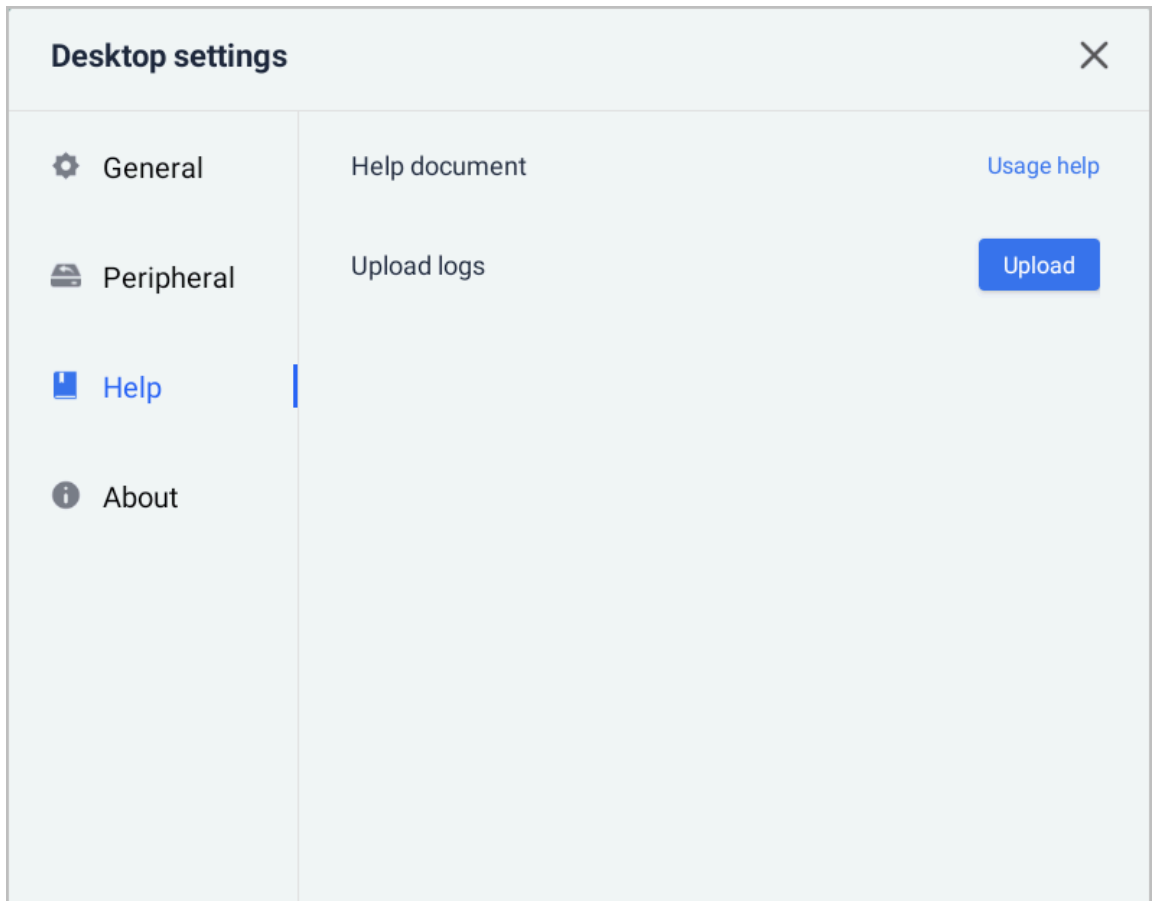 Desktop settings
General
Peripheral
Help
About
Help document
Usage help
Upload logs
Upload